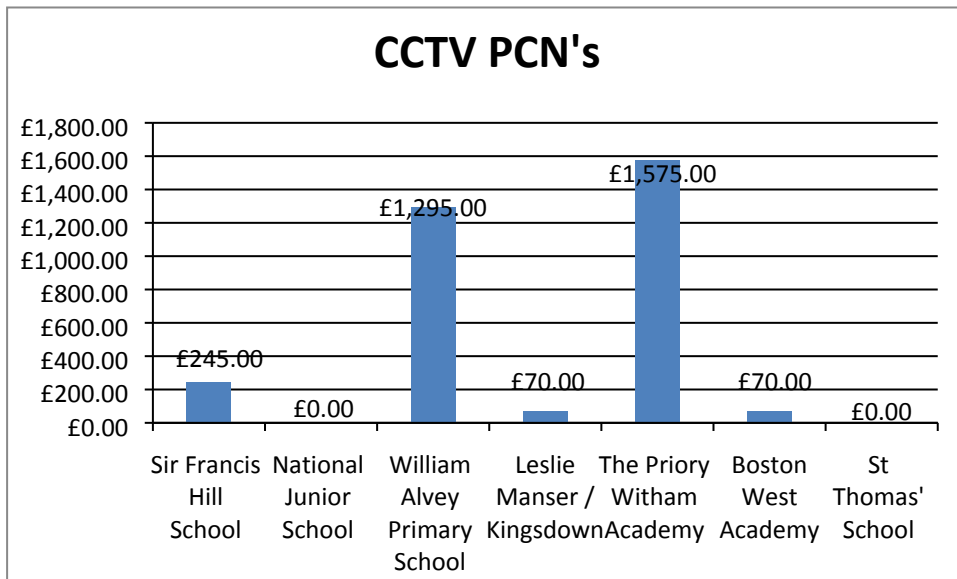 CCTV PCN's
£1,800.00
£1,600.00
£1,400.00
£1,200.00
£1,000.00
£800.00
£600.00
£400.00
£200.00
£0.00
£245.00
£0.00
£1,295.00
£70.00
£1,575.00
£70.00
£0.00
Sir Francis
Hill
School
National
Junior
School
William
Alvey
Primary
School
Leslie
Manser /
Kingsdown
The Priory
Witham
Academy
Boston
West
Academy
St
Thomas'
School